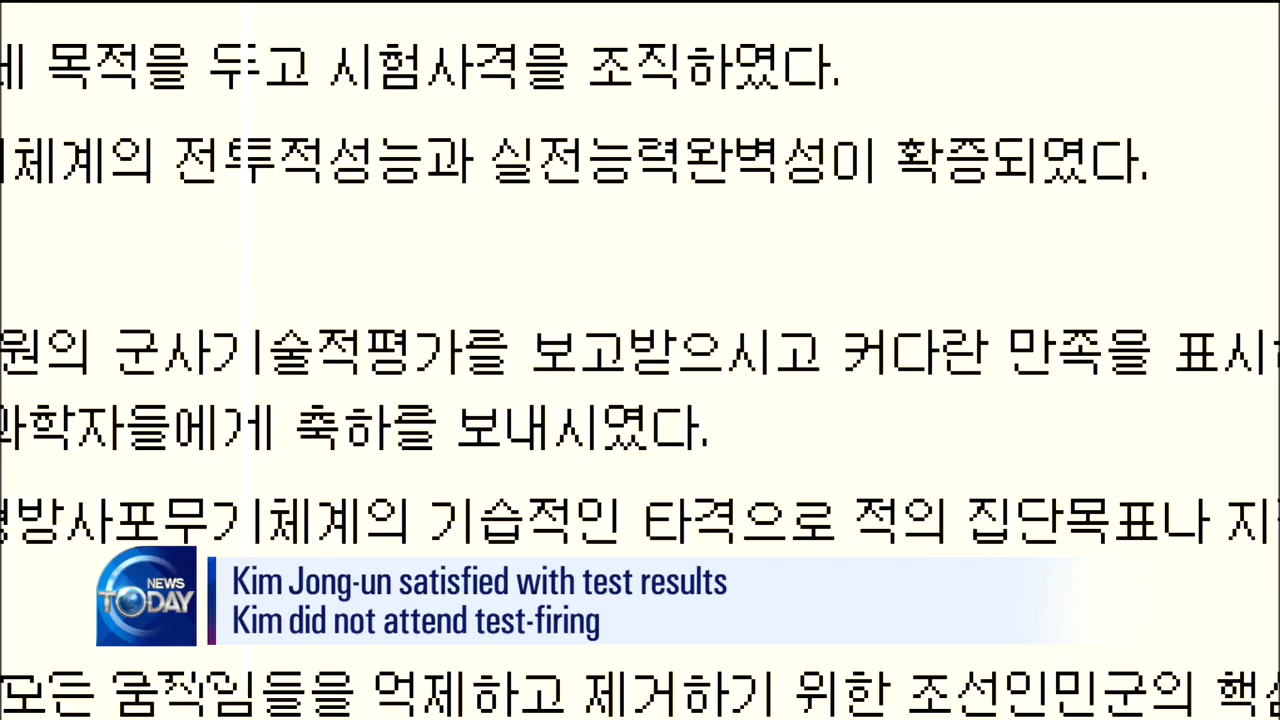 목적을 두고 시험사격을 조직하였다.
체계의 전투적성능과 실전능력완벽성이 확증되였다.
원의 군사기술적평가를 보고받으시고 커다란 만족을 표시
과학자들에게 축하를 보내시였다.
방사포무기체계의 기습적인 타격으로 적의 집단목표나
NEWS
TODAY
Kim Jong-un satisfied with test results
Kim did not attend test-firing
모든 움직임들을 억제하고 제거하기 위한 조선인민군의